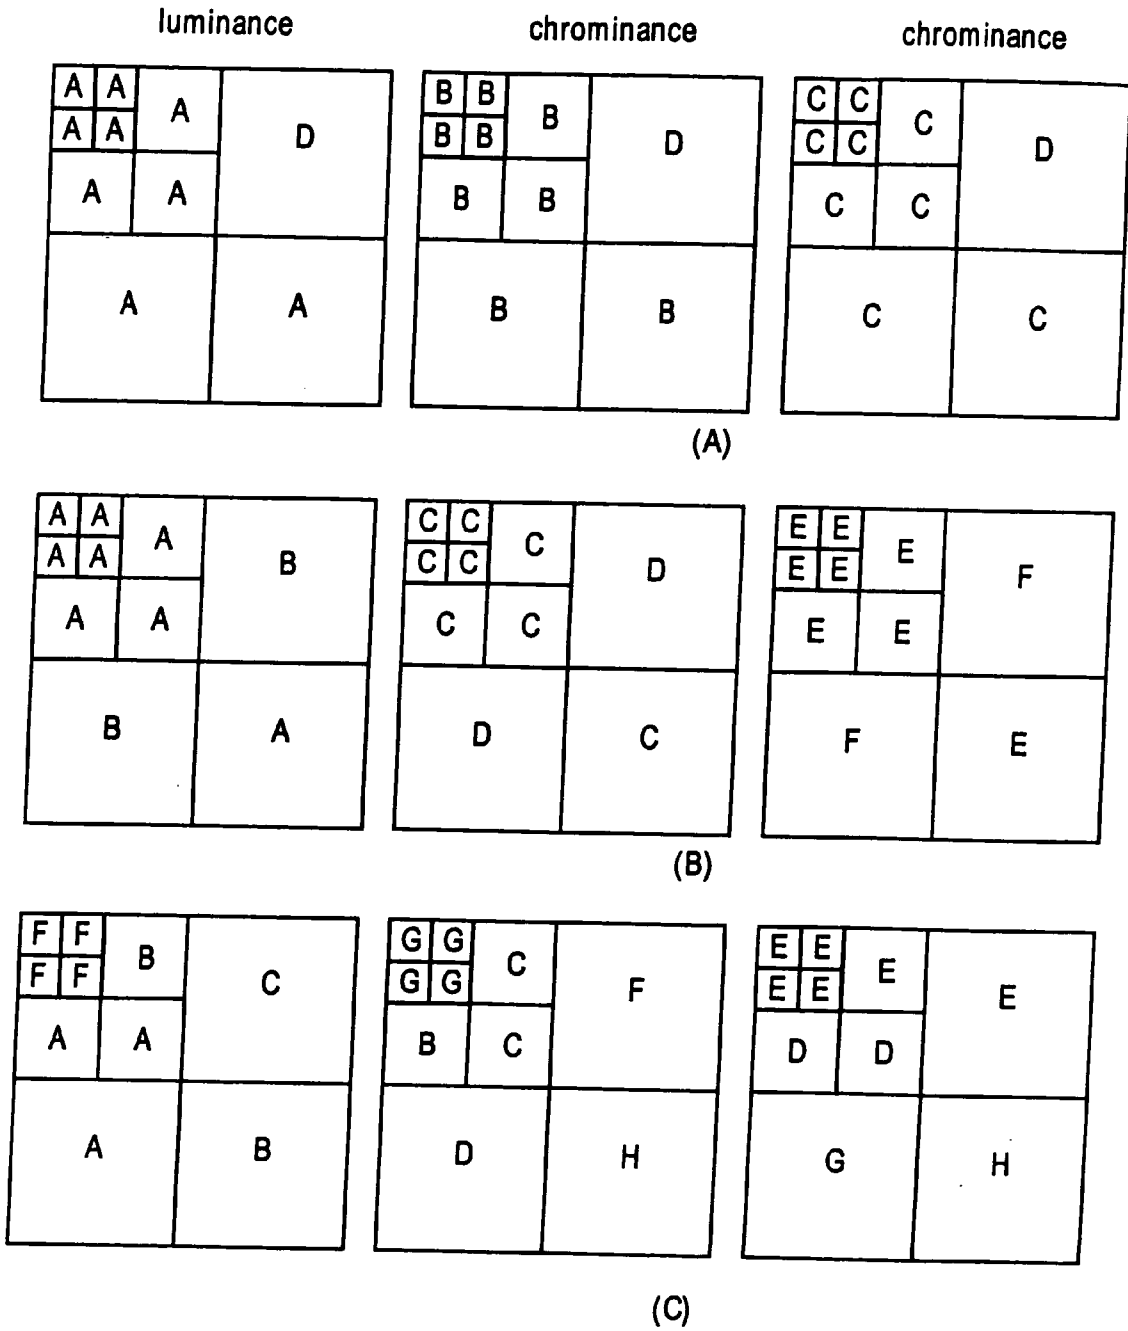 luminance chrominance chrominance
A A A D B B B D C C C D
A A B B C C
A A B B C C
A A B B C C
(A)
A A A B C C C D E E E F
A A C C E E
A A C C E E
B A D C F E
(B)
F F B C G G C F E E E E
F F G G E E
A A B C D D
A B D H G H
(C)